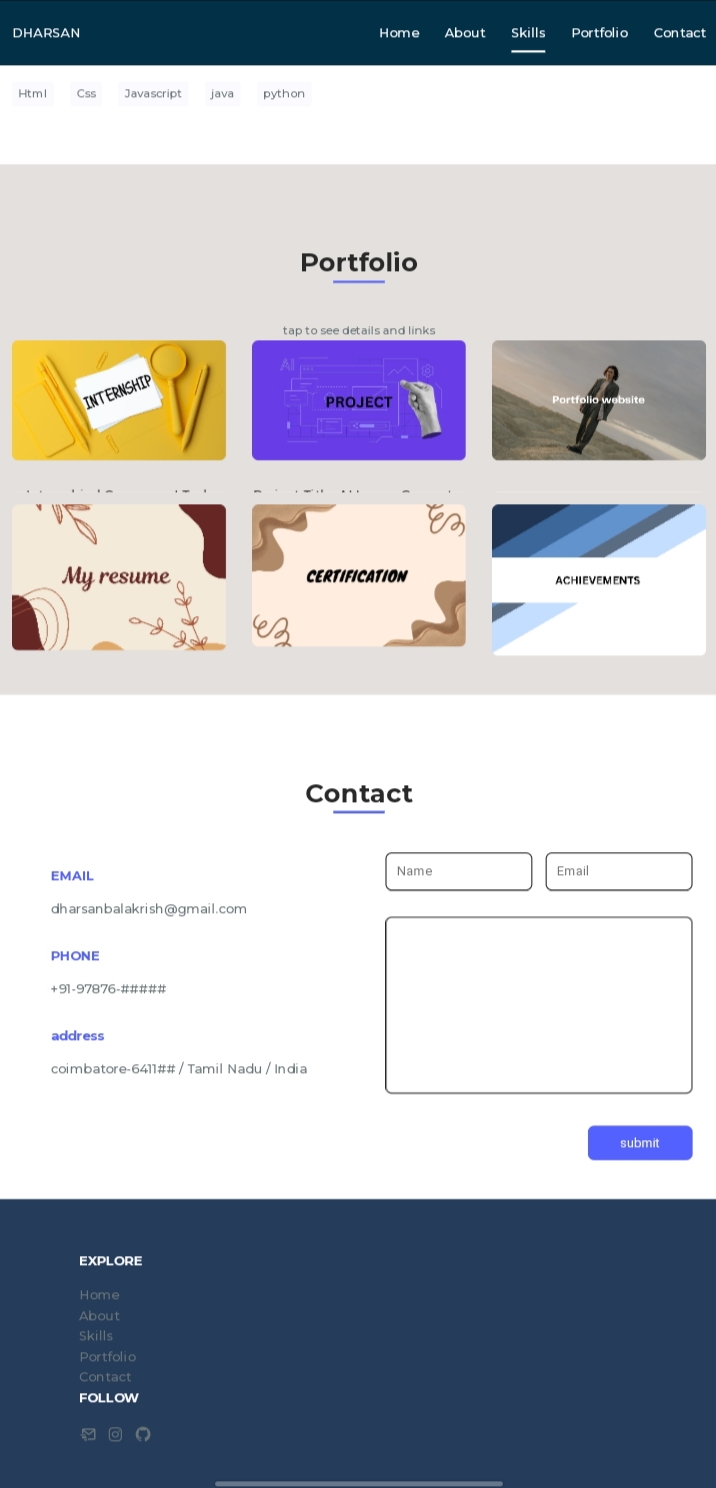 DHARSAN Home About Skills Portfolio Contact
Html Css Javascript java python
Portfolio
tap to see details and links
INTERNSHIP
AI
PROJECT
Portfolio website
My resume
CERTIFICATION
ACHIEVEMENTS
Contact
EMAIL
dharsanbalakrish@gmail.com
PHONE
+91-97876-#####
address
coimbatore-6411## / Tamil Nadu / India
Name
Email
submit
EXPLORE
Home
About
Skills
Portfolio
Contact
FOLLOW